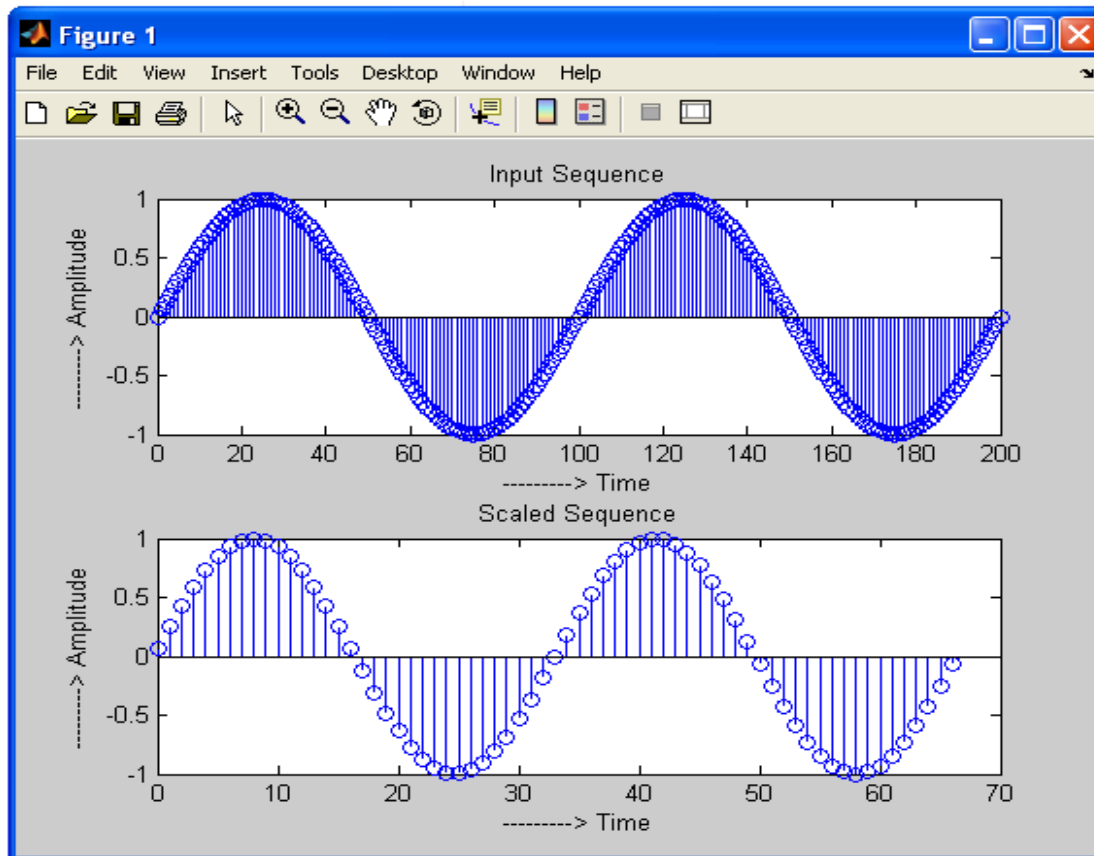 Figure 1
File Edit View Insert Tools Desktop Window Help
Input Sequence
-------> Amplitude
1
0.5
0
-0.5
-1
0 20 40 60 80 100 120 140 160 180 200
---------> Time
Scaled Sequence
-------> Amplitude
1
0.5
0
-0.5
-1
0 10 20 30 40 50 60 70
---------> Time